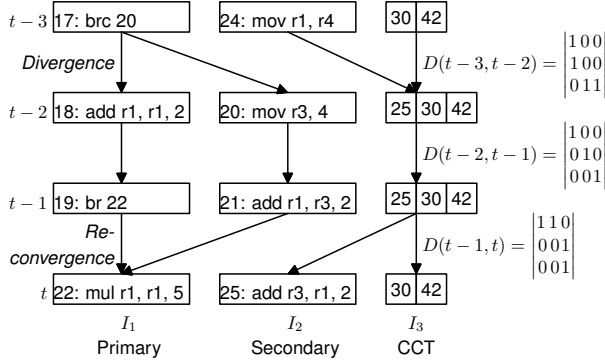 t − 3 17: brc 20 24: mov r1, r4 30 42
Divergence D(t − 3, t − 2) = |1 0 0|
|1 0 0|
|0 1 1|
t − 2 18: add r1, r1, 2 20: mov r3, 4 25 30 42
D(t − 2, t − 1) = |1 0 0|
|0 1 0|
|0 0 1|
t − 1 19: br 22 21: add r1, r3, 2 25 30 42
Re-
convergence D(t − 1, t) = |1 1 0|
|0 0 1|
|0 0 1|
t 22: mul r1, r1, 5 25: add r3, r1, 2 30 42
I₁ I₂ I₃
Primary Secondary CCT